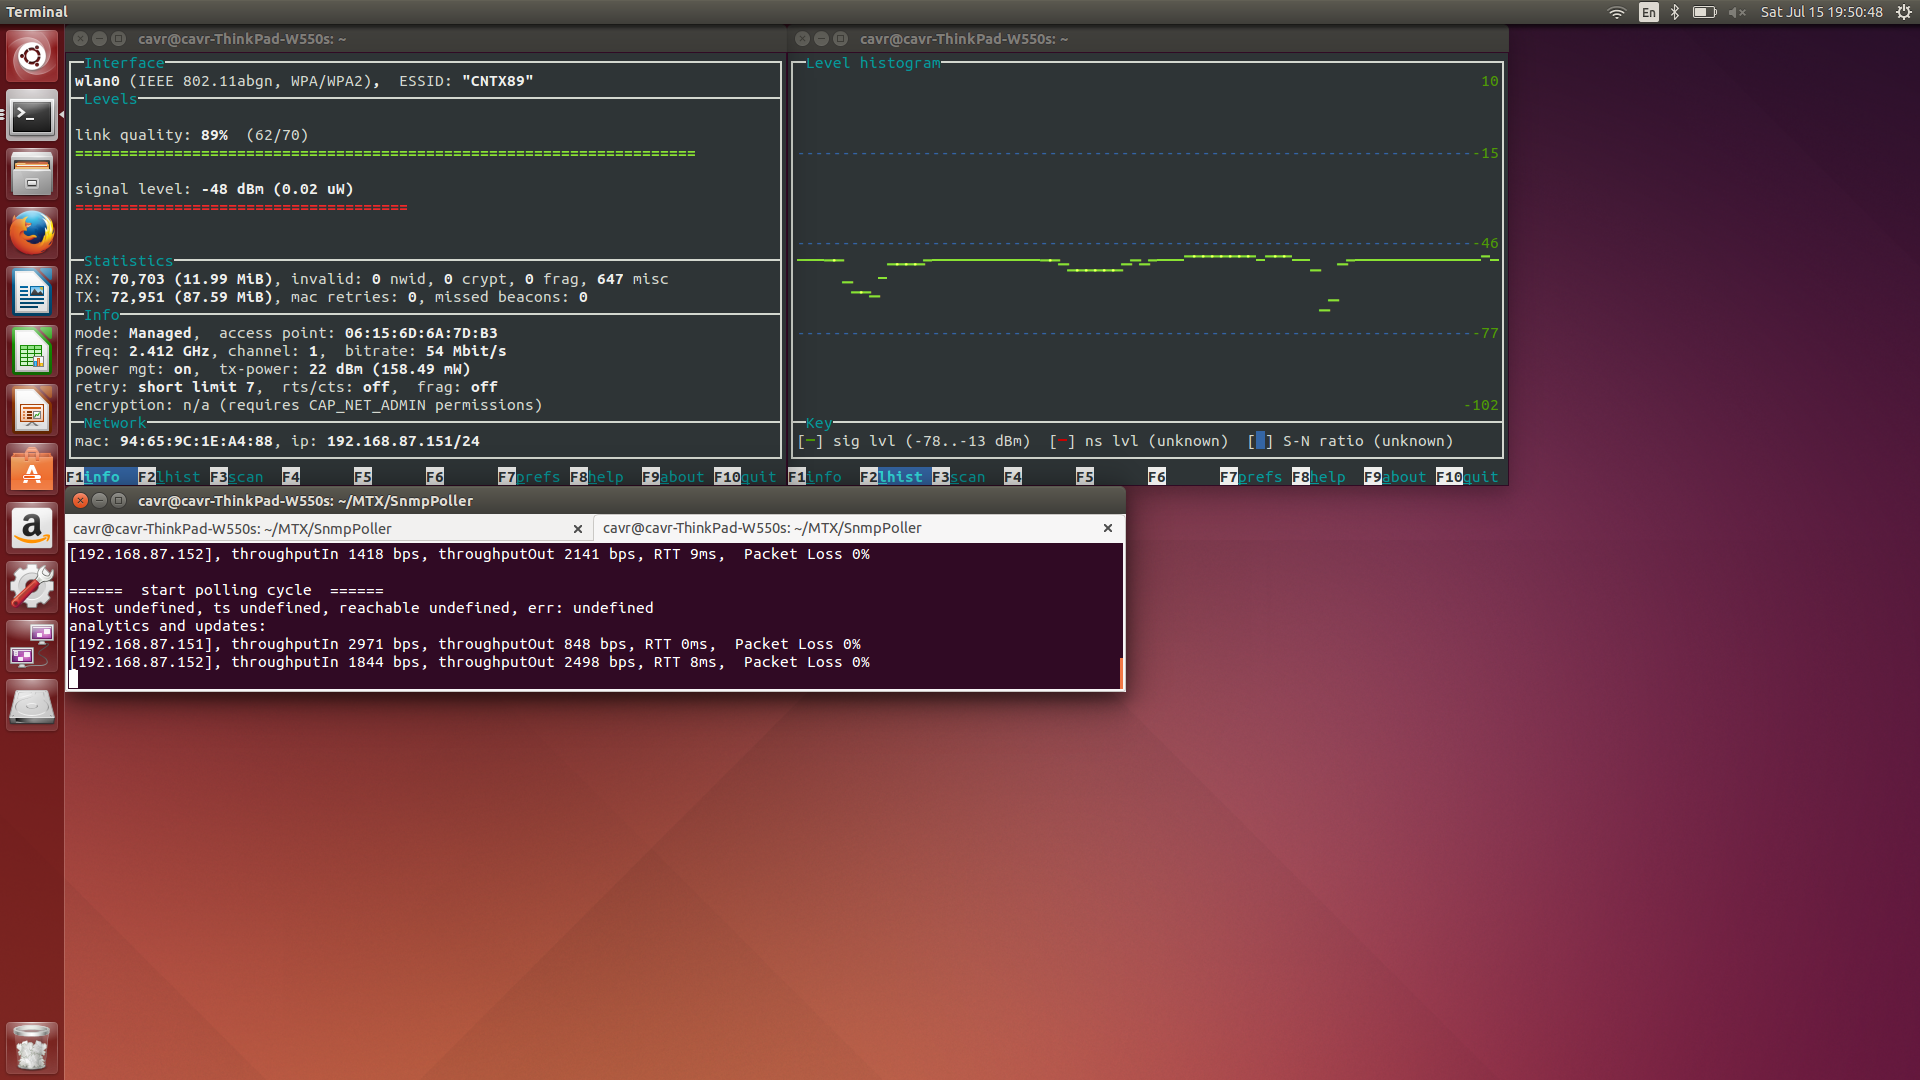 Terminal
En
Sat Jul 15 19:50:48
cavr@cavr-ThinkPad-W550s: ~
Interface
wlan0 (IEEE 802.11abgn, WPA/WPA2),  ESSID: "CNTX89"
Levels
link quality: 89%  (62/70)
=====================================================================
signal level: -48 dBm (0.02 uW)
=====================================
Statistics
RX: 70,703 (11.99 MiB), invalid: 0 nwid, 0 crypt, 0 frag, 647 misc
TX: 72,951 (87.59 MiB), mac retries: 0, missed beacons: 0
Info
mode: Managed,  access point: 06:15:6D:6A:7D:B3
freq: 2.412 GHz, channel: 1,  bitrate: 54 Mbit/s
power mgt: on,  tx-power: 22 dBm (158.49 mW)
retry: short limit 7,  rts/cts: off,  frag: off
encryption: n/a (requires CAP_NET_ADMIN permissions)
Network
mac: 94:65:9C:1E:A4:88, ip: 192.168.87.151/24
F1info  F2lhist F3scan  F4      F5      F6      F7prefs F8help  F9about F10quit
cavr@cavr-ThinkPad-W550s: ~
Level histogram
10
-15
-46
-77
-102
Key
[-] sig lvl (-78..-13 dBm)  [-] ns lvl (unknown)  [ ] S-N ratio (unknown)
F1info  F2lhist F3scan  F4      F5      F6      F7prefs F8help  F9about F10quit
cavr@cavr-ThinkPad-W550s: ~/MTX/SnmpPoller
cavr@cavr-ThinkPad-W550s: ~/MTX/SnmpPoller
cavr@cavr-ThinkPad-W550s: ~/MTX/SnmpPoller
[192.168.87.152], throughputIn 1418 bps, throughputOut 2141 bps, RTT 9ms,  Packet Loss 0%
======  start polling cycle  ======
Host undefined, ts undefined, reachable undefined, err: undefined
analytics and updates:
[192.168.87.151], throughputIn 2971 bps, throughputOut 848 bps, RTT 0ms,  Packet Loss 0%
[192.168.87.152], throughputIn 1844 bps, throughputOut 2498 bps, RTT 8ms,  Packet Loss 0%